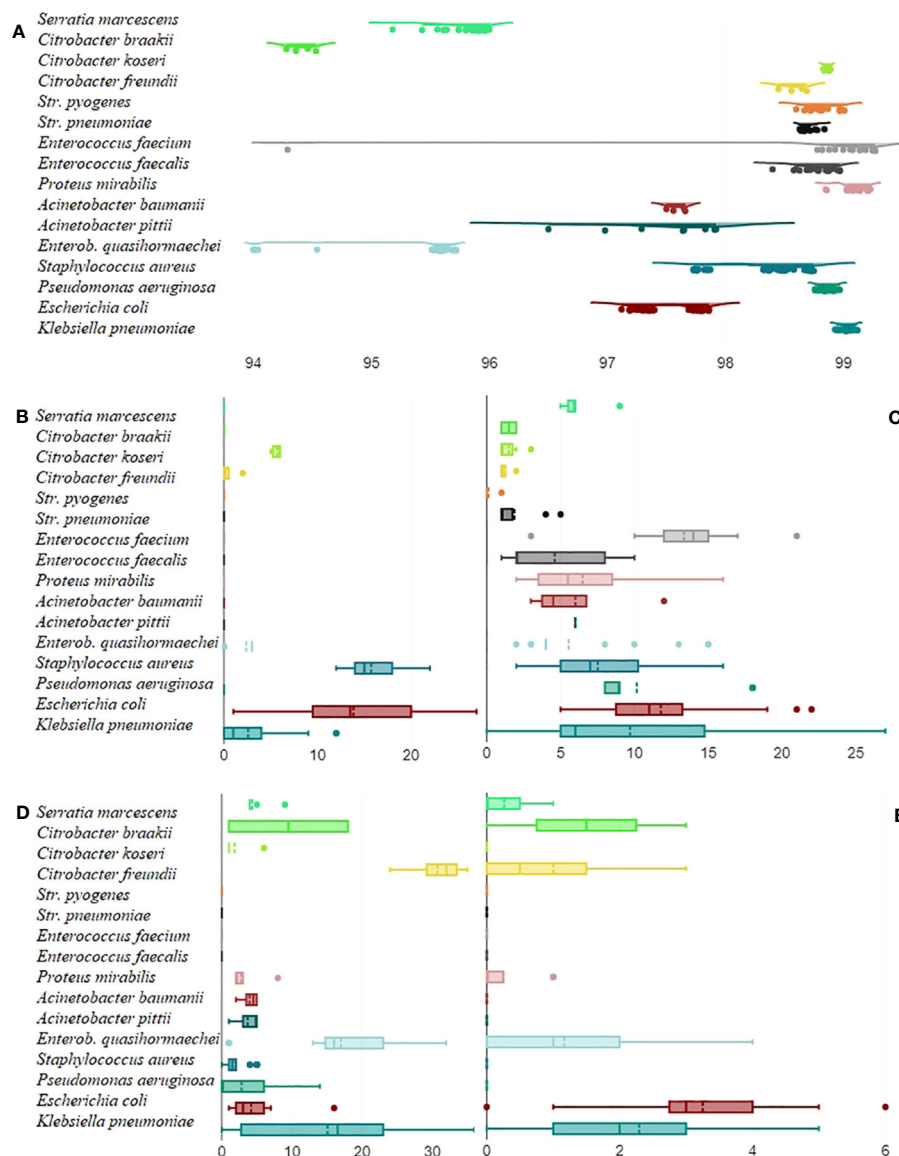 A
Serratia marcescens
Citrobacter braakii
Citrobacter koseri
Citrobacter freundii
Str. pyogenes
Str. pneumoniae
Enterococcus faecium
Enterococcus faecalis
Proteus mirabilis
Acinetobacter baumanii
Acinetobacter pittii
Enterob. quasihormaechei
Staphylococcus aureus
Pseudomonas aeruginosa
Escherichia coli
Klebsiella pneumoniae
94 95 96 97 98 99
B
C
Serratia marcescens
Citrobacter braakii
Citrobacter koseri
Citrobacter freundii
Str. pyogenes
Str. pneumoniae
Enterococcus faecium
Enterococcus faecalis
Proteus mirabilis
Acinetobacter baumanii
Acinetobacter pittii
Enterob. quasihormaechei
Staphylococcus aureus
Pseudomonas aeruginosa
Escherichia coli
Klebsiella pneumoniae
0 10 20 0 5 10 15 20 25
D
Serratia marcescens
Citrobacter braakii
Citrobacter koseri
Citrobacter freundii
Str. pyogenes
Str. pneumoniae
Enterococcus faecium
Enterococcus faecalis
Proteus mirabilis
Acinetobacter baumanii
Acinetobacter pittii
Enterob. quasihormaechei
Staphylococcus aureus
Pseudomonas aeruginosa
Escherichia coli
Klebsiella pneumoniae
0 10 20 30 0 2 4 6